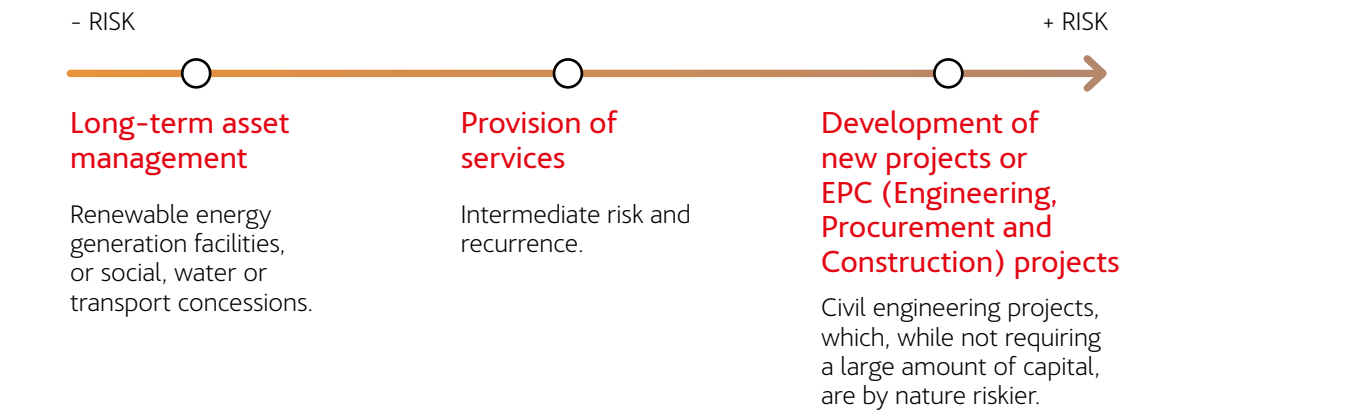 - RISK
+ RISK
Long-term asset
management
Renewable energy
generation facilities,
or social, water or
transport concessions.
Provision of
services
Intermediate risk and
recurrence.
Development of
new projects or
EPC (Engineering,
Procurement and
Construction) projects
Civil engineering projects,
which, while not requiring
a large amount of capital,
are by nature riskier.